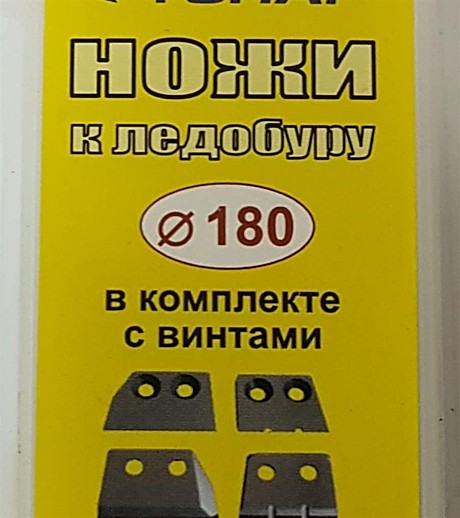 НОЖИ
к ледобуру
⌀ 180
в комплекте
с винтами